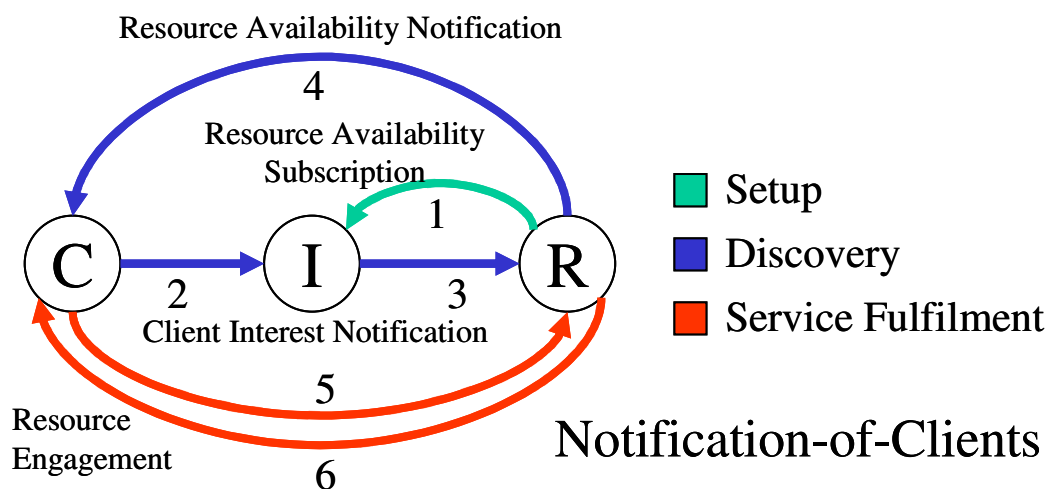 Resource Availability Notification
4
Resource Availability
Subscription
1
Setup
C
I
R
Discovery
2
3
Client Interest Notification
Service Fulfilment
5
Resource
Engagement
6
Notification-of-Clients